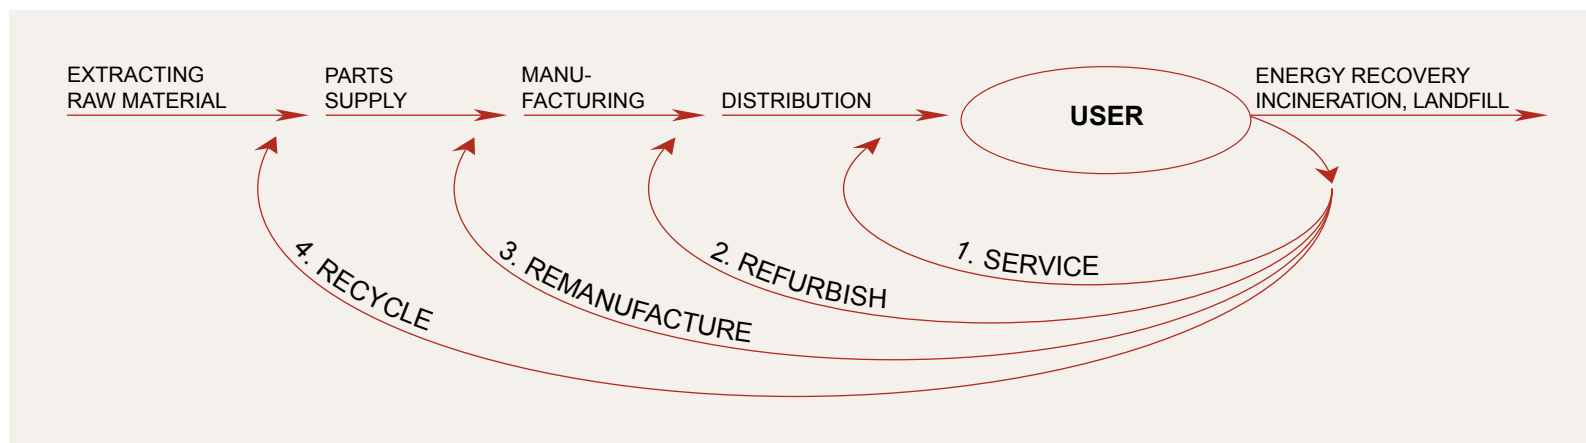 EXTRACTING
RAW MATERIAL
PARTS
SUPPLY
MANU-
FACTURING
DISTRIBUTION
USER
ENERGY RECOVERY
INCINERATION, LANDFILL
1. SERVICE
2. REFURBISH
3. REMANUFACTURE
4. RECYCLE